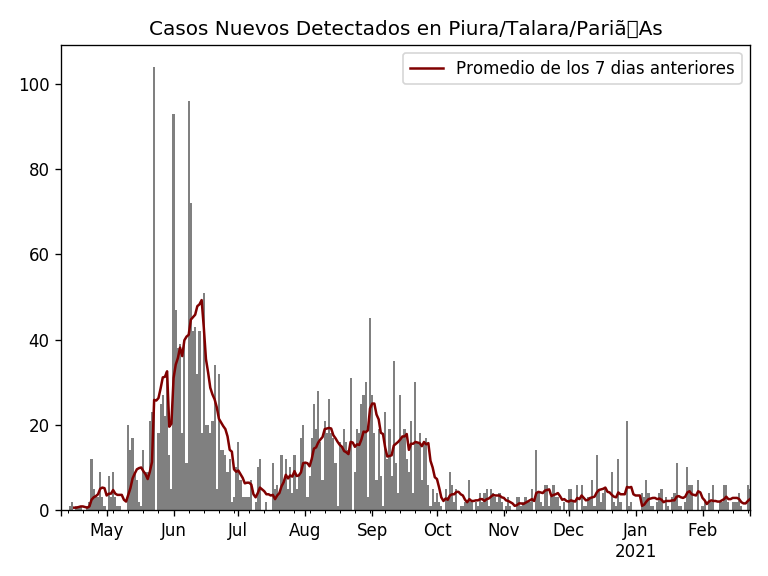 Casos Nuevos Detectados en Piura/Talara/Pariã▯As
Promedio de los 7 dias anteriores
100
80
60
40
20
0
May Jun Jul Aug Sep Oct Nov Dec Jan Feb
2021